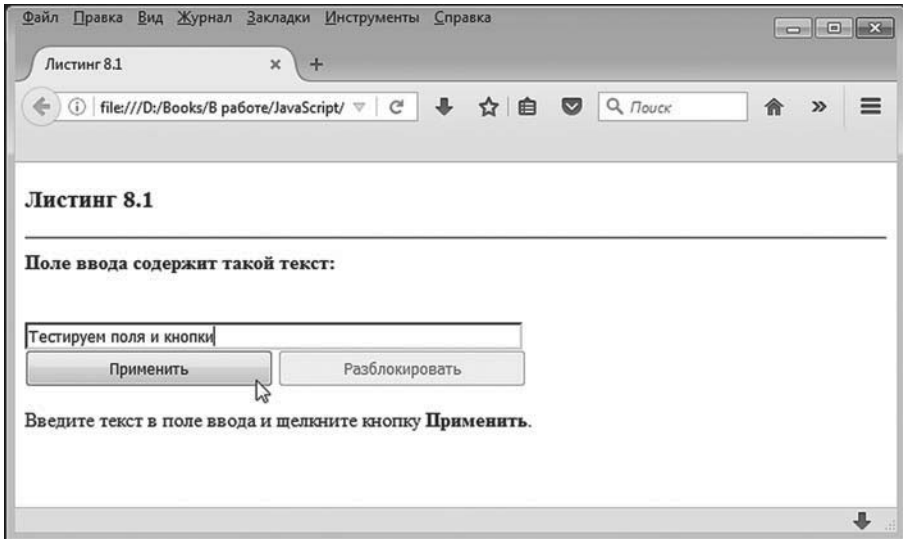 Файл Правка Вид Журнал Закладки Инструменты Справка
Листинг 8.1
file:///D:/Books/В работе/JavaScript/
Поиск
Листинг 8.1
Поле ввода содержит такой текст:
Тестируем поля и кнопки
Применить Разблокировать
Введите текст в поле ввода и щелкните кнопку Применить.